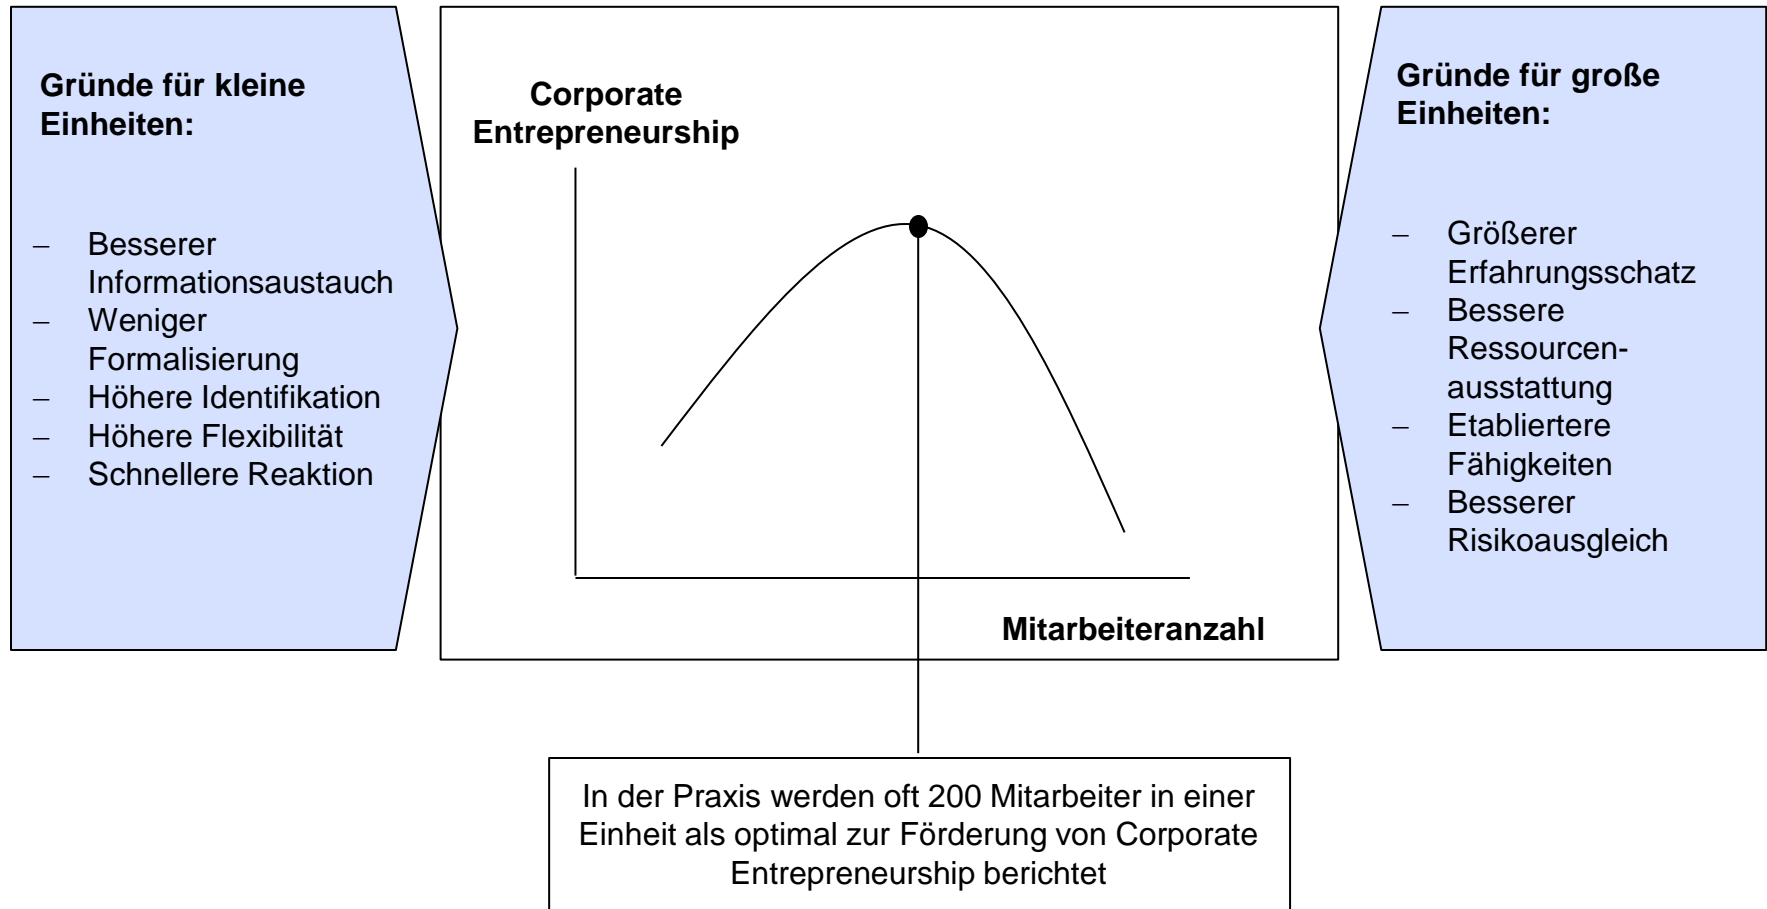 Gründe für kleine
Einheiten:
– Besserer
Informationsaustauch
– Weniger
Formalisierung
– Höhere Identifikation
– Höhere Flexibilität
– Schnellere Reaktion
Corporate
Entrepreneurship
Mitarbeiteranzahl
Gründe für große
Einheiten:
– Größerer
Erfahrungsschatz
– Bessere
Ressourcen-
ausstattung
– Etabliertere
Fähigkeiten
– Besserer
Risikoausgleich
In der Praxis werden oft 200 Mitarbeiter in einer
Einheit als optimal zur Förderung von Corporate
Entrepreneurship berichtet